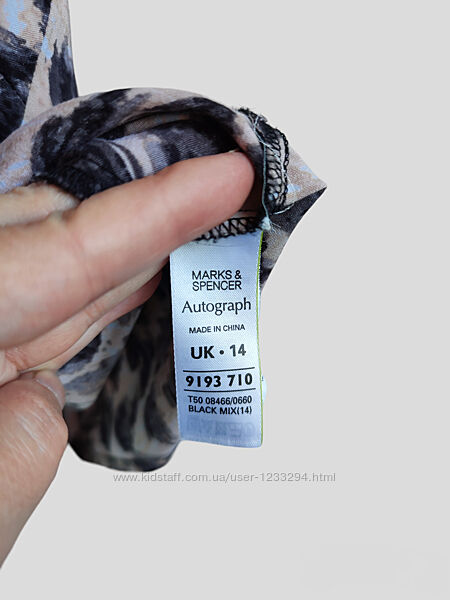 MARKS &
SPENCER
Autograph
MADE IN CHINA
UK • 14
9193 710
T50 08466/0660
BLACK MIX(14)
www.kidstaff.com.ua/user-1233294.html